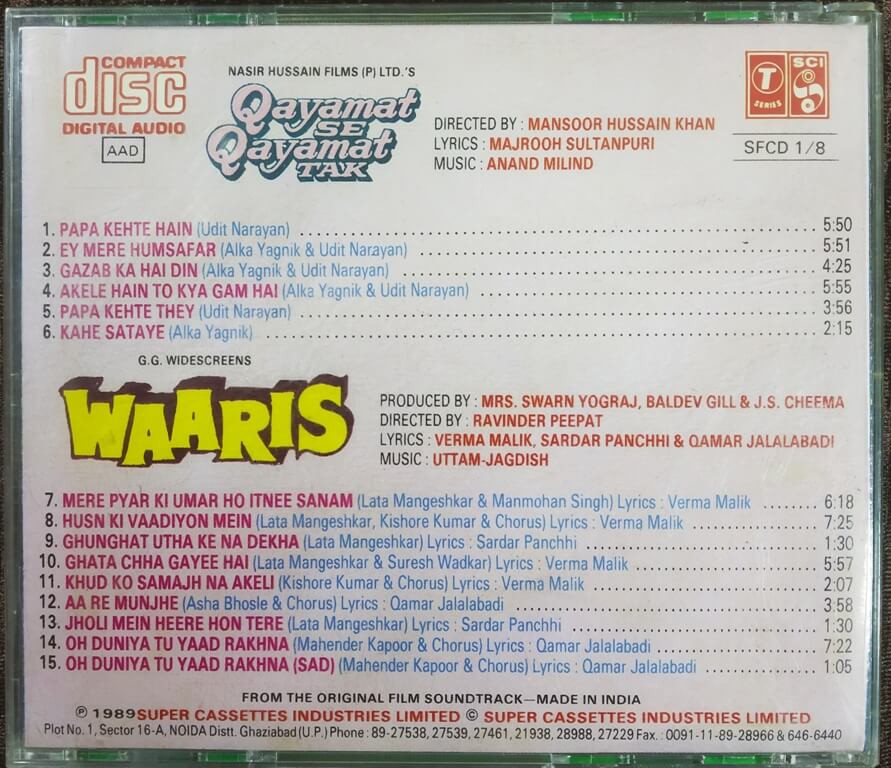 COMPACT
disc
DIGITAL AUDIO
AAD
NASIR HUSSAIN FILMS (P) LTD.'S
Qayamat
SE
Qayamat
TAK
DIRECTED BY : MANSOOR HUSSAIN KHAN
LYRICS : MAJROOH SULTANPURI
MUSIC : ANAND MILIND
T
SERIES
SCI
SFCD 1/8
1. PAPA KEHTE HAIN (Udit Narayan) 5:50
2. EY MERE HUMSAFAR (Alka Yagnik & Udit Narayan) 5:51
3. GAZAB KA HAI DIN (Alka Yagnik & Udit Narayan) 4:25
4. AKELE HAIN TO KYA GAM HAI (Alka Yagnik & Udit Narayan) 5:55
5. PAPA KEHTE THEY (Udit Narayan) 3:56
6. KAHE SATAYE (Alka Yagnik) 2:15
G.G. WIDESCREENS
WAARIS
PRODUCED BY : MRS. SWARN YOGRAJ, BALDEV GILL & J.S. CHEEMA
DIRECTED BY : RAVINDER PEEPAT
LYRICS : VERMA MALIK, SARDAR PANCHHI & QAMAR JALALABADI
MUSIC : UTTAM-JAGDISH
7. MERE PYAR KI UMAR HO ITNEE SANAM (Lata Mangeshkar & Manmohan Singh) Lyrics : Verma Malik 6:18
8. HUSN KI VAADIYON MEIN (Lata Mangeshkar, Kishore Kumar & Chorus) Lyrics : Verma Malik 7:25
9. GHUNGHAT UTHA KE NA DEKHA (Lata Mangeshkar) Lyrics : Sardar Panchhi 1:30
10. GHATA CHHA GAYEE HAI (Lata Mangeshkar & Suresh Wadkar) Lyrics : Verma Malik 5:57
11. KHUD KO SAMAJH NA AKELI (Kishore Kumar & Chorus) Lyrics : Verma Malik 2:07
12. AA RE MUNJHE (Asha Bhosle & Chorus) Lyrics : Qamar Jalalabadi 3:58
13. JHOLI MEIN HEERE HON TERE (Lata Mangeshkar) Lyrics : Sardar Panchhi 1:30
14. OH DUNIYA TU YAAD RAKHNA (Mahender Kapoor & Chorus) Lyrics : Qamar Jalalabadi 7:22
15. OH DUNIYA TU YAAD RAKHNA (SAD) (Mahender Kapoor & Chorus) Lyrics : Qamar Jalalabadi 1:05
FROM THE ORIGINAL FILM SOUNDTRACK—MADE IN INDIA
℗ 1989 SUPER CASSETTES INDUSTRIES LIMITED © SUPER CASSETTES INDUSTRIES LIMITED
Plot No. 1, Sector 16-A, NOIDA Distt. Ghaziabad (U.P.) Phone : 89-27538, 27539, 27461, 21938, 28988, 27229 Fax. : 0091-11-89-28966 & 646-6440